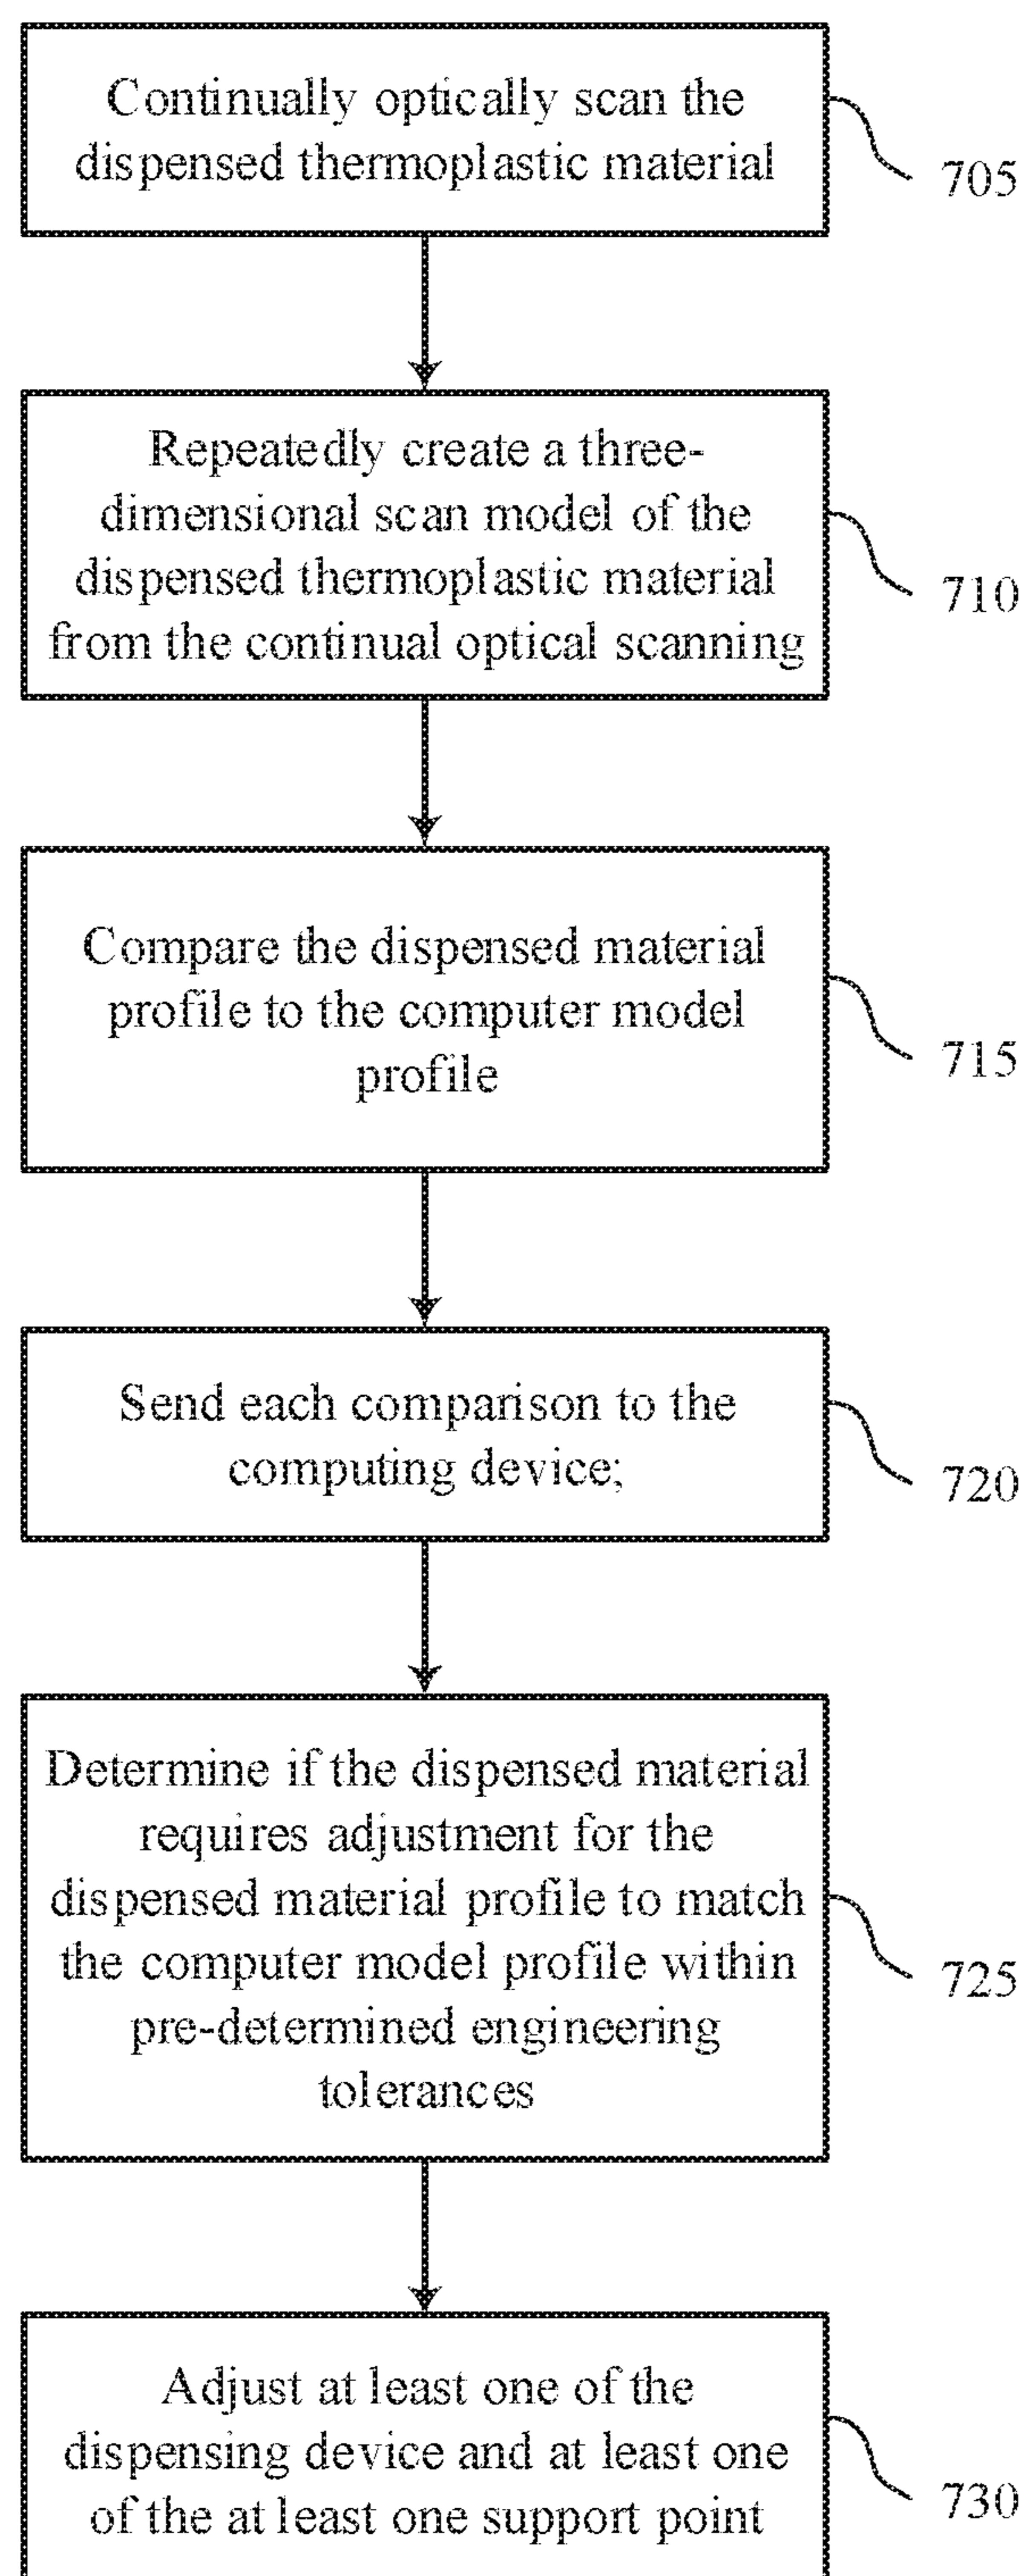 Continually optically scan the
dispensed thermoplastic material
705
Repeatedly create a three-
dimensional scan model of the
dispensed thermoplastic material
from the continual optical scanning
710
Compare the dispensed material
profile to the computer model
profile
715
Send each comparison to the
computing device;
720
Determine if the dispensed material
requires adjustment for the
dispensed material profile to match
the computer model profile within
pre-determined engineering
tolerances
725
Adjust at least one of the
dispensing device and at least one
of the at least one support point
730